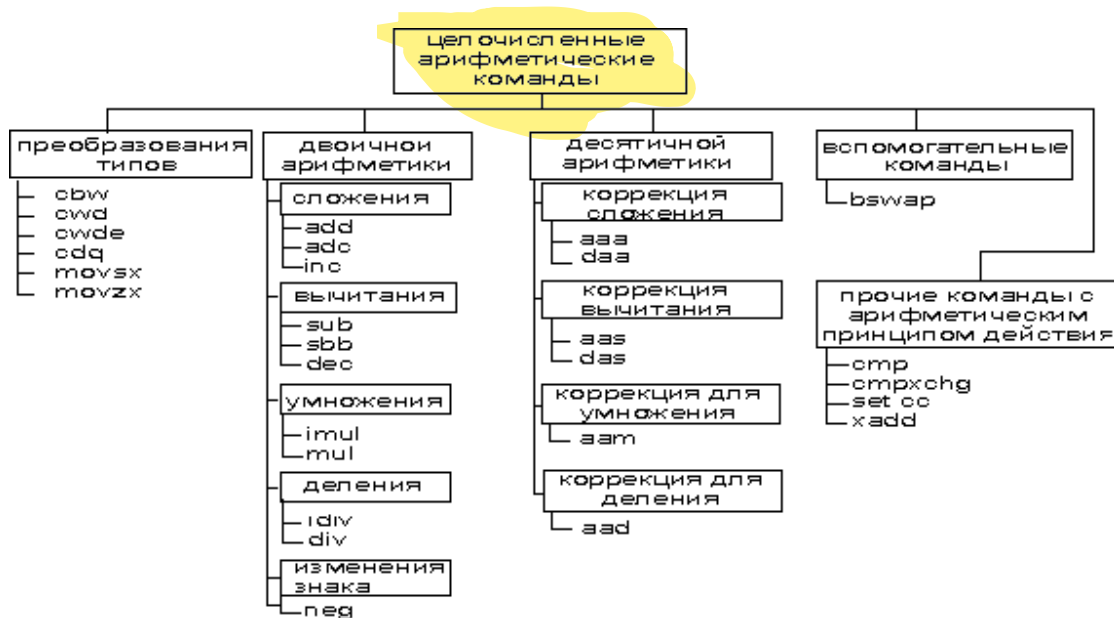 целочисленные
арифметические
команды
преобразования
типов
cbw
cwd
cwde
cdq
movsx
movzx
двоичной
арифметики
сложения
add
adc
inc
вычитания
sub
sbb
dec
умножения
imul
mul
деления
idiv
div
изменения
знака
neg
десятичной
арифметики
коррекция
сложения
aaa
daa
коррекция
вычитания
aas
das
коррекция для
умножения
aam
коррекция для
деления
aad
вспомогательные
команды
bswap
прочие команды с
арифметическим
принципом действия
cmp
cmpxchg
set cc
xadd